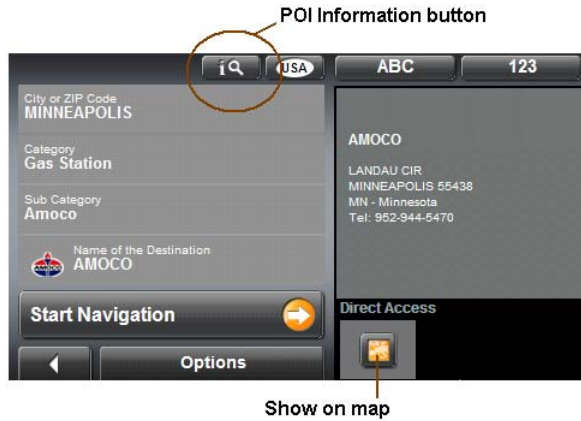 POI Information button
i
USA
ABC
123
City or ZIP Code
MINNEAPOLIS
Category
Gas Station
Sub Category
Amoco
Name of the Destination
AMOCO
AMOCO
Start Navigation
Options
AMOCO
LANDAU CIR
MINNEAPOLIS 55438
MN - Minnesota
Tel: 952-944-5470
Direct Access
Show on map